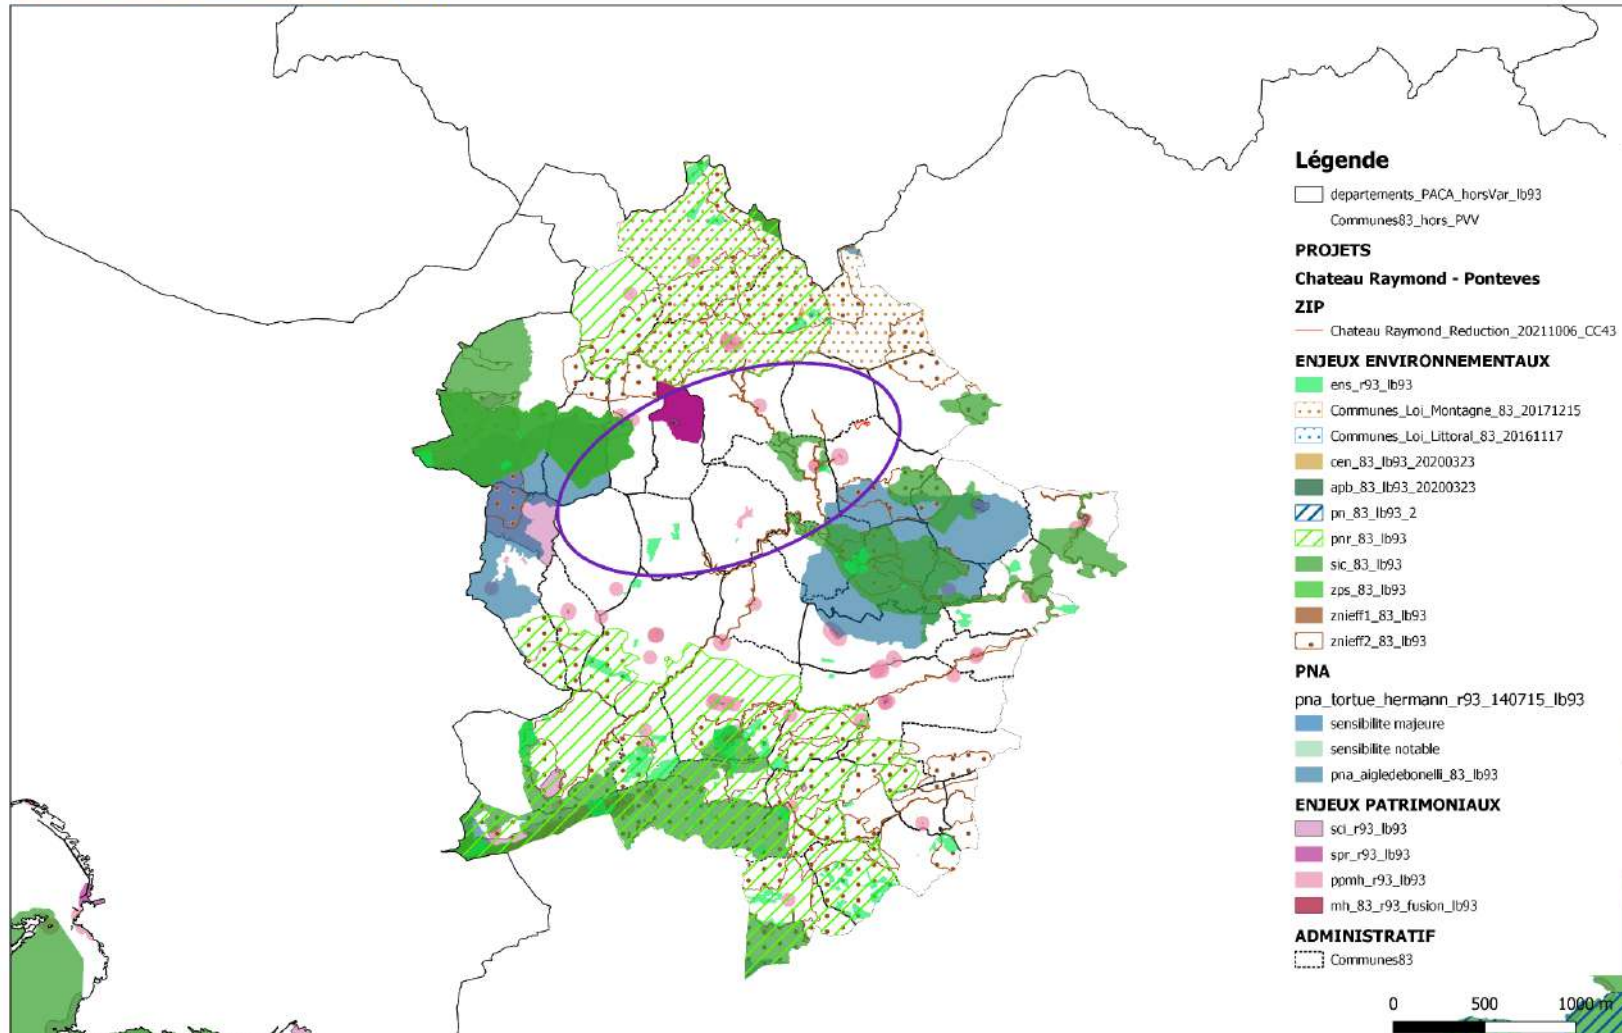 Légende
departements_PACA_horsVar_lb93
Communes83_hors_PVV
PROJETS
Chateau Raymond - Ponteves
ZIP
Chateau Raymond_Reduction_20211006_CC43
ENJEUX ENVIRONNEMENTAUX
ens_r93_lb93
Communes_Loi_Montagne_83_20171215
Communes_Loi_Littoral_83_20161117
cen_83_lb93_20200323
apb_83_lb93_20200323
pn_83_lb93_2
pnr_83_lb93
sic_83_lb93
zps_83_lb93
znieff1_83_lb93
znieff2_83_lb93
PNA
pna_tortue_hermann_r93_140715_lb93
sensibilite majeure
sensibilite notable
pna_aigledebonelli_83_lb93
ENJEUX PATRIMONIAUX
sci_r93_lb93
spr_r93_lb93
ppmh_r93_lb93
mh_83_r93_fusion_lb93
ADMINISTRATIF
Communes83
0 500 1000 m